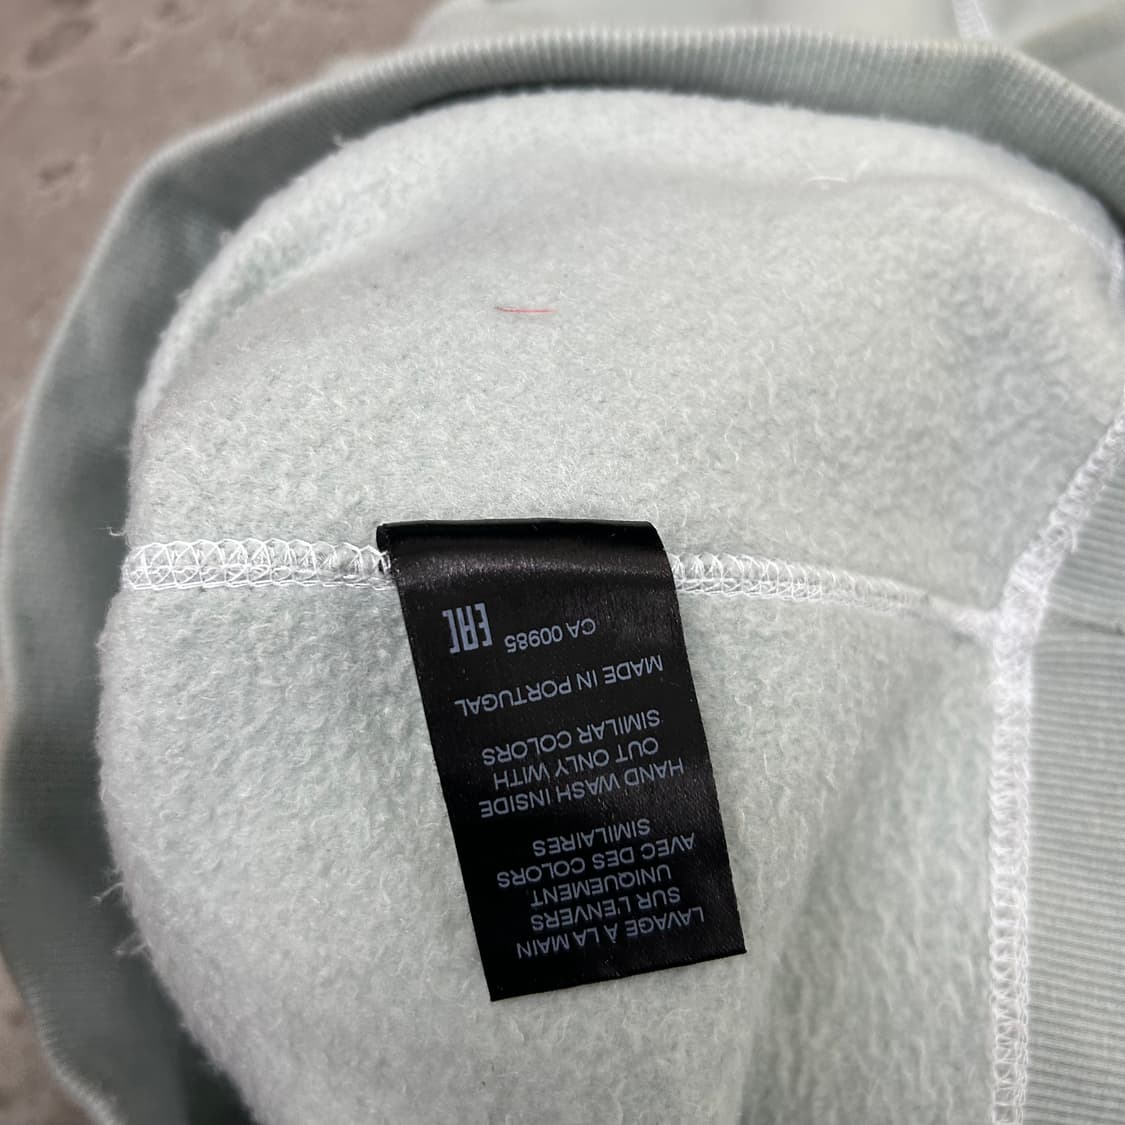 LAVAGE À LA MAIN
SUR L'ENVERS
UNIQUEMENT
AVEC DES COLORS
SIMILAIRES
HAND WASH INSIDE
OUT ONLY WITH
SIMILAR COLORS
MADE IN PORTUGAL
CA 00985
EAC